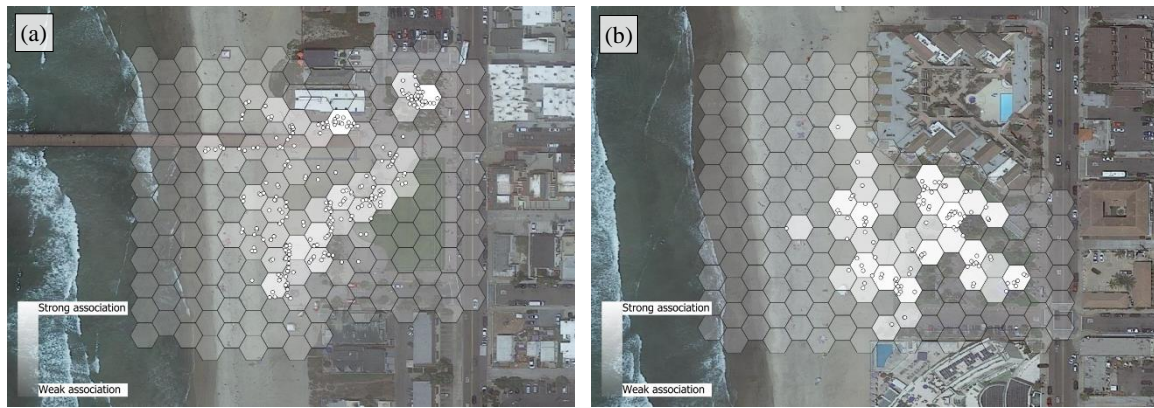 (a)
(b)
Strong association
Strong association
Weak association
Weak association